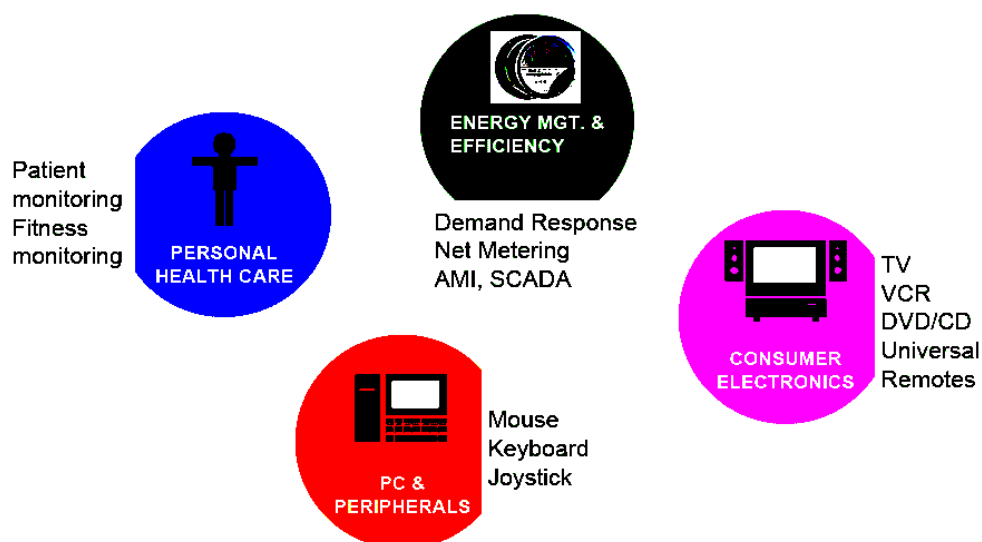 ENERGY MGT. &
EFFICIENCY
Demand Response
Net Metering
AMI, SCADA
Patient
monitoring
Fitness
monitoring
PERSONAL
HEALTH CARE
TV
VCR
DVD/CD
Universal
Remotes
CONSUMER
ELECTRONICS
Mouse
Keyboard
Joystick
PC &
PERIPHERALS